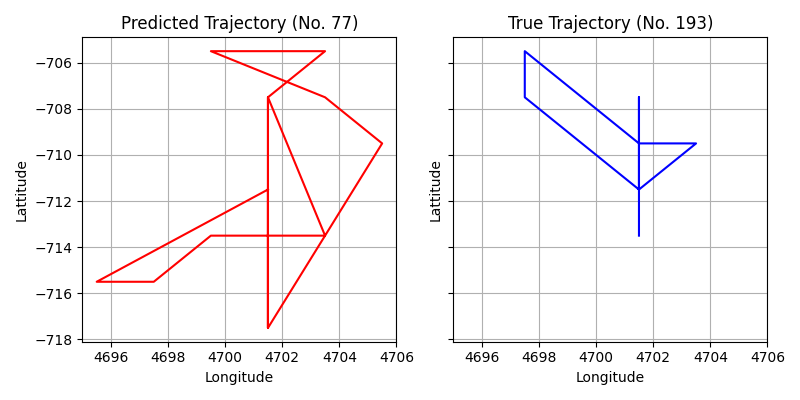 Predicted Trajectory (No. 77)
True Trajectory (No. 193)
−706
−708
−710
−712
−714
−716
−718
Lattitude
Lattitude
4696 4698 4700 4702 4704 4706
4696 4698 4700 4702 4704 4706
Longitude
Longitude